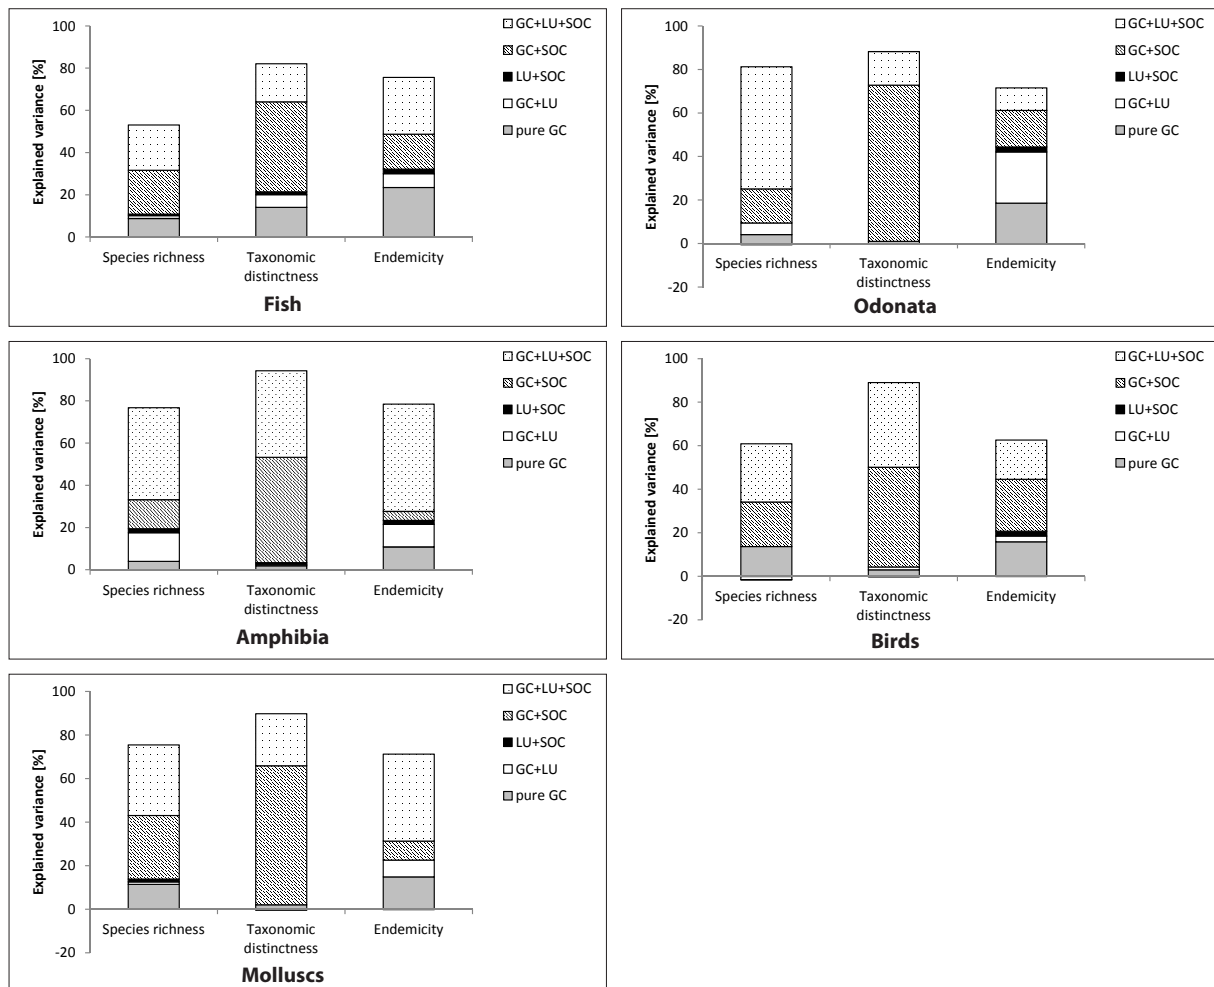 100
80
60
40
20
0
Explained variance [%]
Species richness
Taxonomic
distinctness
Endemicity
Fish
GC+LU+SOC
GC+SOC
LU+SOC
GC+LU
pure GC
100
80
60
40
20
0
-20
Explained variance [%]
Species richness
Taxonomic
distinctness
Endemicity
Odonata
GC+LU+SOC
GC+SOC
LU+SOC
GC+LU
pure GC
100
80
60
40
20
0
Explained variance [%]
Species richness
Taxonomic
distinctness
Endemicity
Amphibia
GC+LU+SOC
GC+SOC
LU+SOC
GC+LU
pure GC
100
80
60
40
20
0
-20
Explained variance [%]
Species richness
Taxonomic
distinctness
Endemicity
Birds
GC+LU+SOC
GC+SOC
LU+SOC
GC+LU
pure GC
100
80
60
40
20
0
-20
Explained variance [%]
Species richness
Taxonomic
distinctness
Endemicity
Molluscs
GC+LU+SOC
GC+SOC
LU+SOC
GC+LU
pure GC